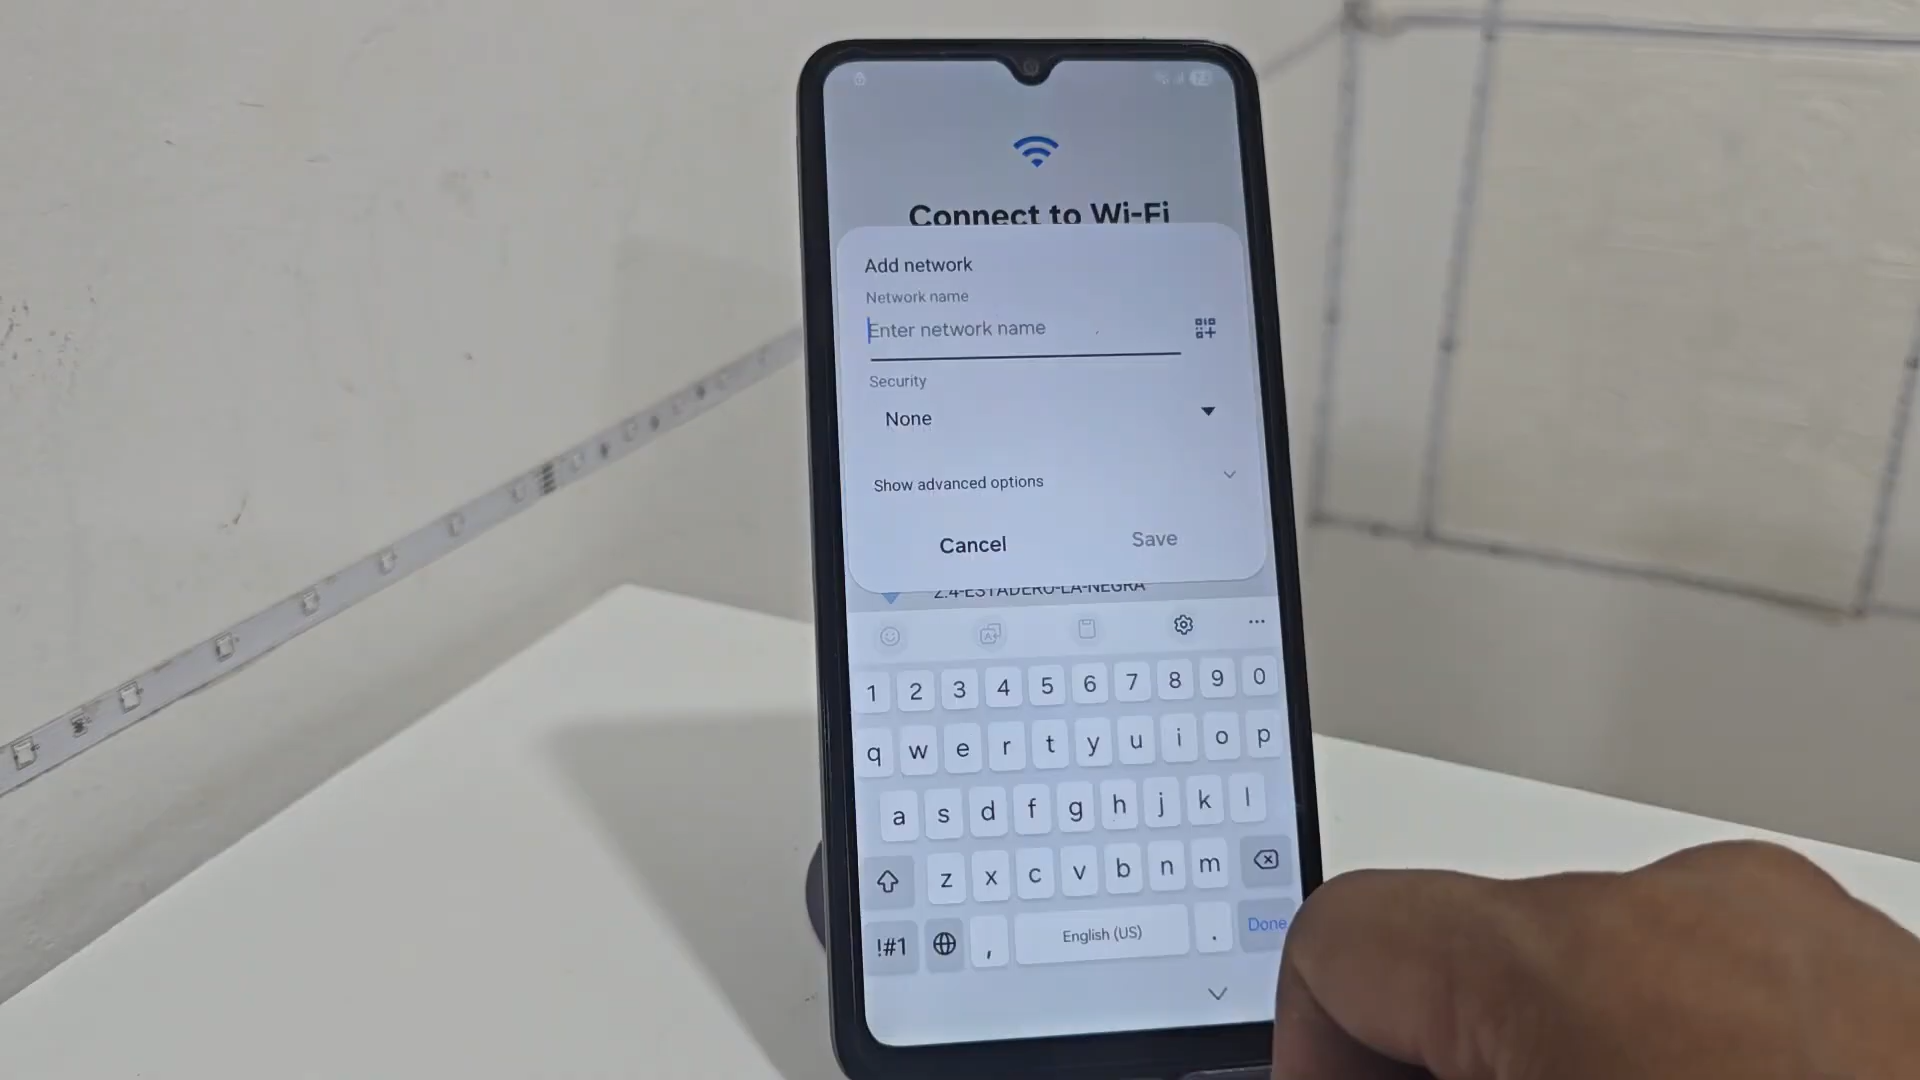 Connect to Wi-Fi
Add network
Network name
Enter network name
Security
None
Show advanced options
Cancel
Save
2.4-ESTADERO-LA-NEGRA
1 2 3 4 5 6 7 8 9 0
q w e r t y u i o p
a s d f g h j k l
z x c v b n m
!#1 , English (US) . Done